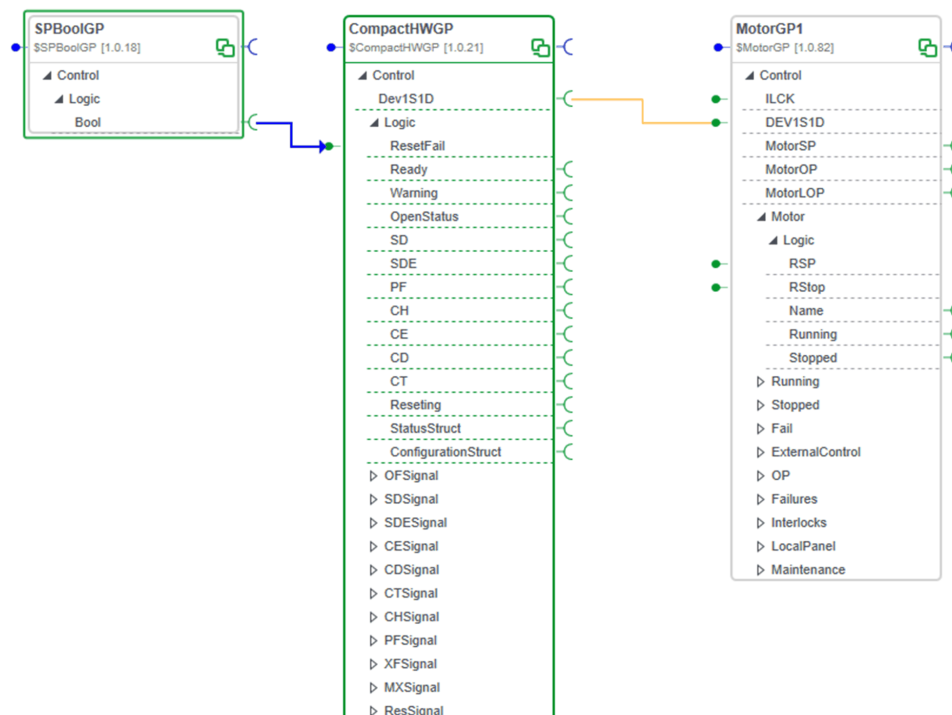 SPBoolGP
$SPBoolGP [1.0.18]
Control
Logic
Bool
CompactHWGP
$CompactHWGP [1.0.21]
Control
Dev1S1D
Logic
ResetFail
Ready
Warning
OpenStatus
SD
SDE
PF
CH
CE
CD
CT
Reseting
StatusStruct
ConfigurationStruct
OFSignal
SDSignal
SDESignal
CESignal
CDSignal
CTSignal
CHSignal
PFSignal
XFSignal
MXSignal
ResSignal
MotorGP1
$MotorGP [1.0.82]
Control
ILCK
DEV1S1D
MotorSP
MotorOP
MotorLOP
Motor
Logic
RSP
RStop
Name
Running
Stopped
Running
Stopped
Fail
ExternalControl
OP
Failures
Interlocks
LocalPanel
Maintenance